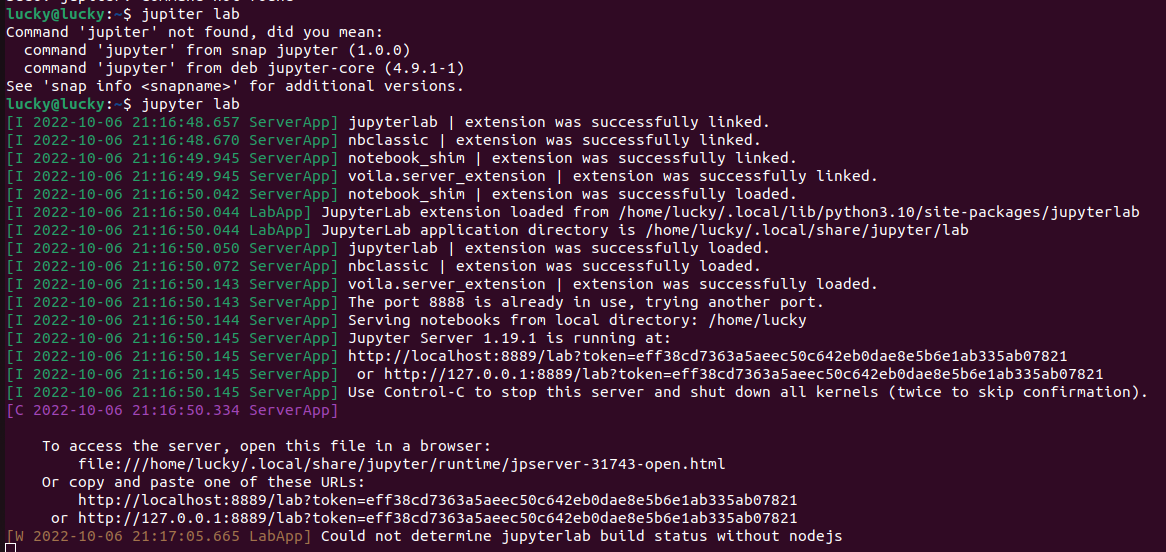 lucky@lucky:~$ jupiter lab
Command 'jupiter' not found, did you mean:
  command 'jupyter' from snap jupyter (1.0.0)
  command 'jupyter' from deb jupyter-core (4.9.1-1)
See 'snap info <snapname>' for additional versions.
lucky@lucky:~$ jupyter lab
[I 2022-10-06 21:16:48.657 ServerApp] jupyterlab | extension was successfully linked.
[I 2022-10-06 21:16:48.670 ServerApp] nbclassic | extension was successfully linked.
[I 2022-10-06 21:16:49.945 ServerApp] notebook_shim | extension was successfully linked.
[I 2022-10-06 21:16:49.945 ServerApp] voila.server_extension | extension was successfully linked.
[I 2022-10-06 21:16:50.042 ServerApp] notebook_shim | extension was successfully loaded.
[I 2022-10-06 21:16:50.044 LabApp] JupyterLab extension loaded from /home/lucky/.local/lib/python3.10/site-packages/jupyterlab
[I 2022-10-06 21:16:50.044 LabApp] JupyterLab application directory is /home/lucky/.local/share/jupyter/lab
[I 2022-10-06 21:16:50.050 ServerApp] jupyterlab | extension was successfully loaded.
[I 2022-10-06 21:16:50.072 ServerApp] nbclassic | extension was successfully loaded.
[I 2022-10-06 21:16:50.143 ServerApp] voila.server_extension | extension was successfully loaded.
[I 2022-10-06 21:16:50.143 ServerApp] The port 8888 is already in use, trying another port.
[I 2022-10-06 21:16:50.144 ServerApp] Serving notebooks from local directory: /home/lucky
[I 2022-10-06 21:16:50.145 ServerApp] Jupyter Server 1.19.1 is running at:
[I 2022-10-06 21:16:50.145 ServerApp] http://localhost:8889/lab?token=eff38cd7363a5aeec50c642eb0dae8e5b6e1ab335ab07821
[I 2022-10-06 21:16:50.145 ServerApp]  or http://127.0.0.1:8889/lab?token=eff38cd7363a5aeec50c642eb0dae8e5b6e1ab335ab07821
[I 2022-10-06 21:16:50.145 ServerApp] Use Control-C to stop this server and shut down all kernels (twice to skip confirmation).
[C 2022-10-06 21:16:50.334 ServerApp]
    To access the server, open this file in a browser:
        file:///home/lucky/.local/share/jupyter/runtime/jpserver-31743-open.html
    Or copy and paste one of these URLs:
        http://localhost:8889/lab?token=eff38cd7363a5aeec50c642eb0dae8e5b6e1ab335ab07821
     or http://127.0.0.1:8889/lab?token=eff38cd7363a5aeec50c642eb0dae8e5b6e1ab335ab07821
[W 2022-10-06 21:17:05.665 LabApp] Could not determine jupyterlab build status without nodejs